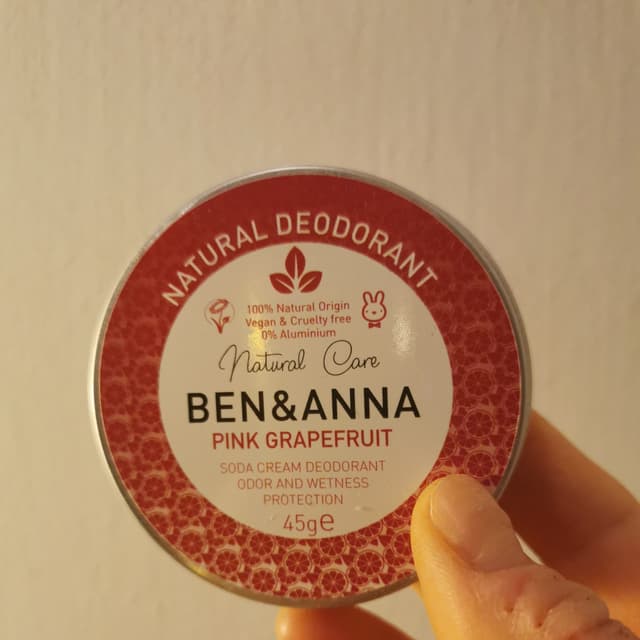 NATURAL DEODORANT
100% Natural Origin
Vegan & Cruelty free
0% Aluminium
Natural Care
BEN&ANNA
PINK GRAPEFRUIT
SODA CREAM DEODORANT
ODOR AND WETNESS
PROTECTION
45g℮